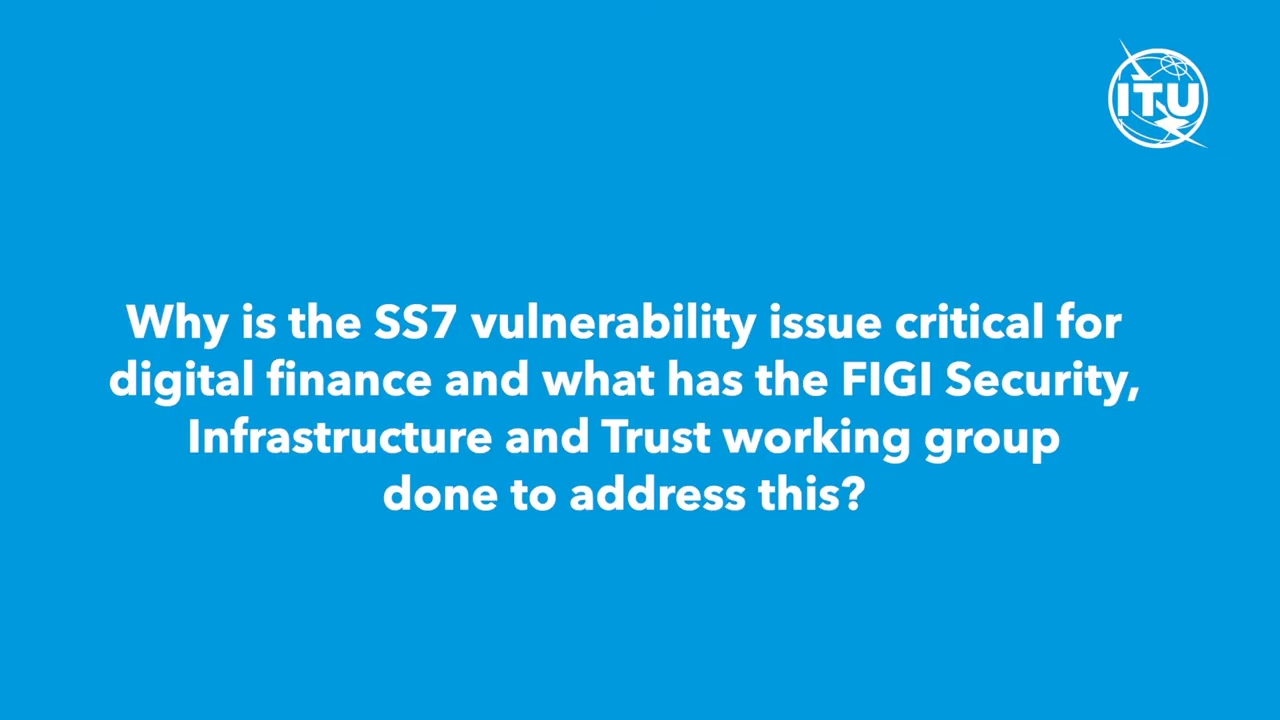 ITU
Why is the SS7 vulnerability issue critical for
digital finance and what has the FIGI Security,
Infrastructure and Trust working group
done to address this?